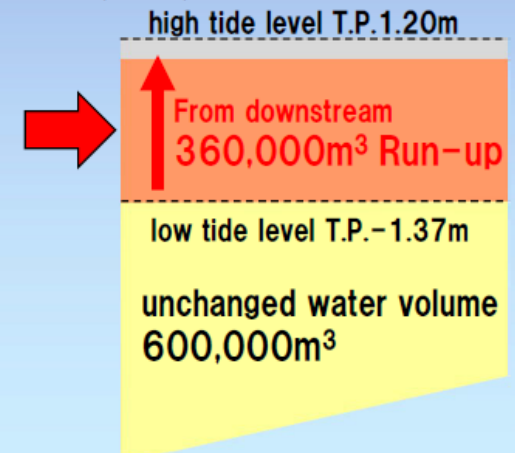 high tide level T.P.1.20m
From downstream
360,000m³ Run-up
low tide level T.P.-1.37m
unchanged water volume
600,000m³